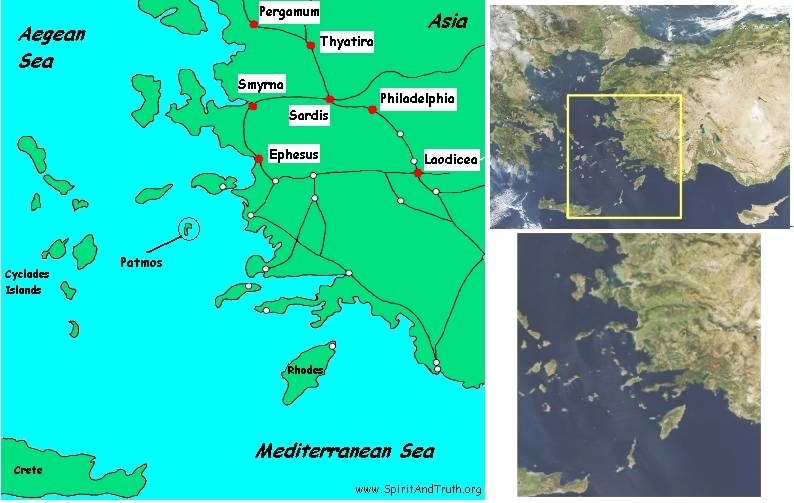 Pergamum
Aegean
Sea
Asia
Thyatira
Smyrna
Philadelphia
Sardis
Ephesus
Laodicea
Patmos
Cyclades
Islands
Rhodes
Mediterranean Sea
Crete
www.SpiritAndTruth.org